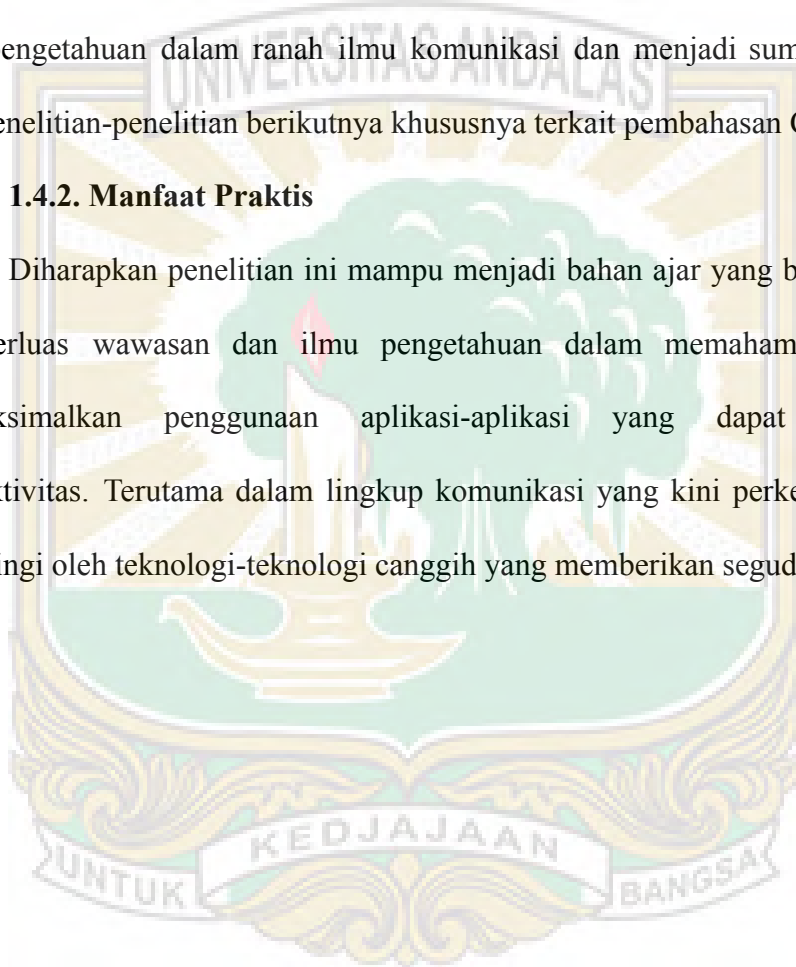 engetahuan dalam ranah ilmu komunikasi dan menjadi sum
UNIVERSITAS ANDALAS
enelitian-penelitian berikutnya khususnya terkait pembahasan
1.4.2. Manfaat Praktis
Diharapkan penelitian ini mampu menjadi bahan ajar yang b
erluas wawasan dan ilmu pengetahuan dalam memaham
ksimalkan penggunaan aplikasi-aplikasi yang dapat
ktivitas. Terutama dalam lingkup komunikasi yang kini perke
ingi oleh teknologi-teknologi canggih yang memberikan segud
UNTUK KEDJAJAAN BANGSA